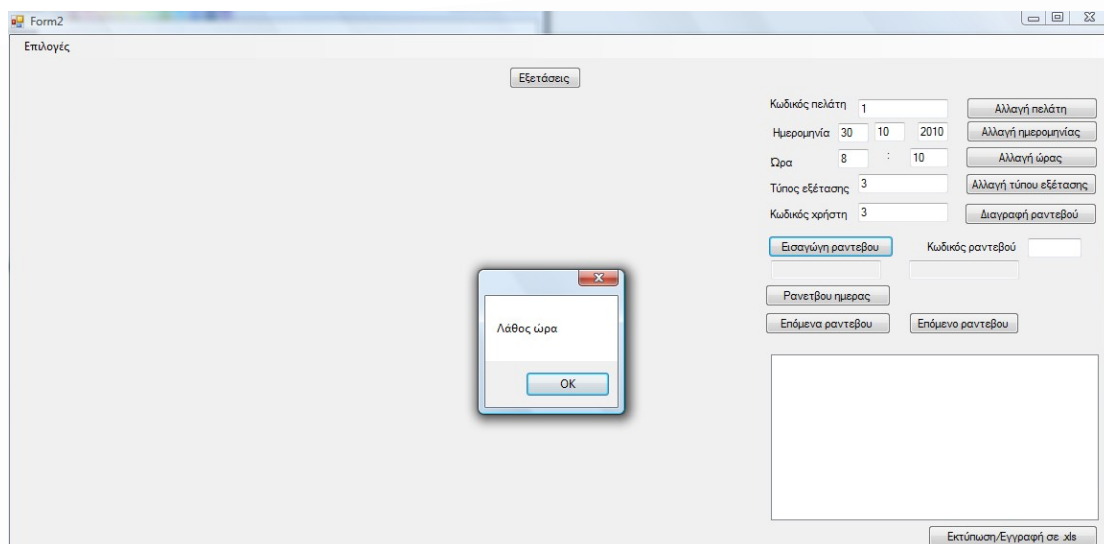 Form2
Επιλογές
Εξετάσεις
Κωδικός πελάτη 1 Αλλαγή πελάτη
Ημερομηνία 30 10 2010 Αλλαγή ημερομηνίας
Ώρα 8 : 10 Αλλαγή ώρας
Τύπος εξέτασης 3 Αλλαγή τύπου εξέτασης
Κωδικός χρήστη 3 Διαγραφή ραντεβού
Εισαγώγη ραντεβου Κωδικός ραντεβού
Ρανετβου ημερας
Επόμενα ραντεβου Επόμενο ραντεβου
Λάθος ώρα
OK
Εκτύπωση/Εγγραφή σε .xls